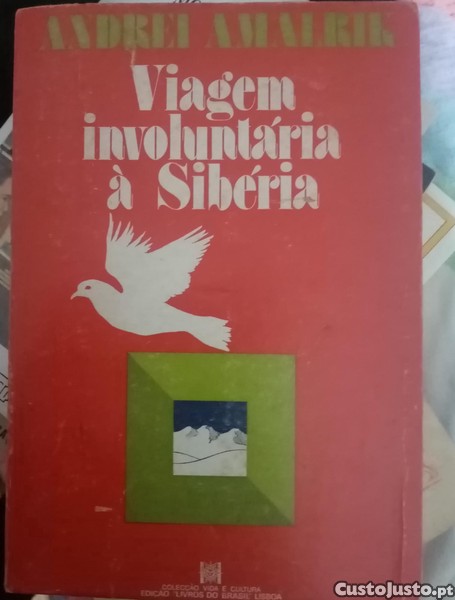 ANDREI AMALRIK
Viagem
involuntária
à Sibéria
COLECÇÃO VIDA E CULTURA
EDIÇÃO "LIVROS DO BRASIL" LISBOA
CustoJusto.pt